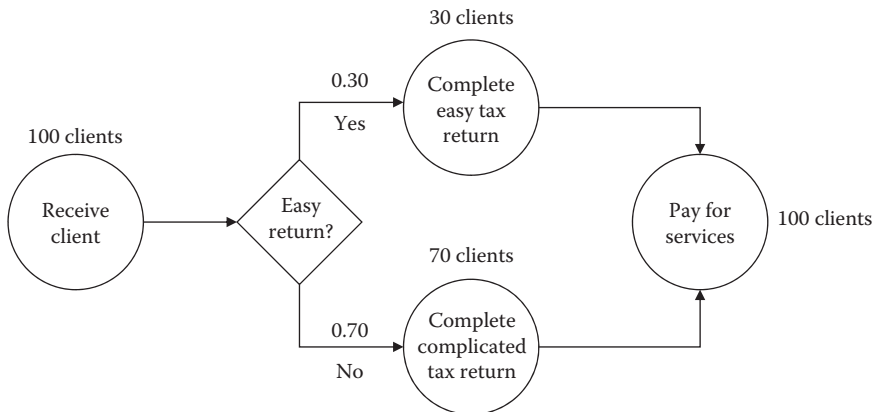 100 clients
Receive
client
Easy
return?
0.30
Yes
30 clients
Complete
easy tax
return
0.70
No
70 clients
Complete
complicated
tax return
Pay for
services
100 clients